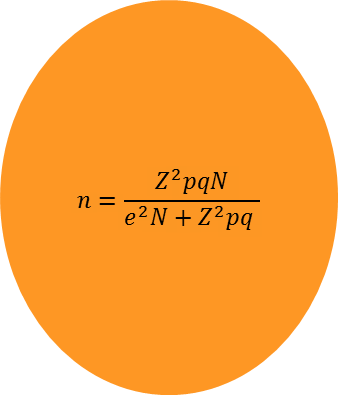 n = Z²pqN / e²N + Z²pq